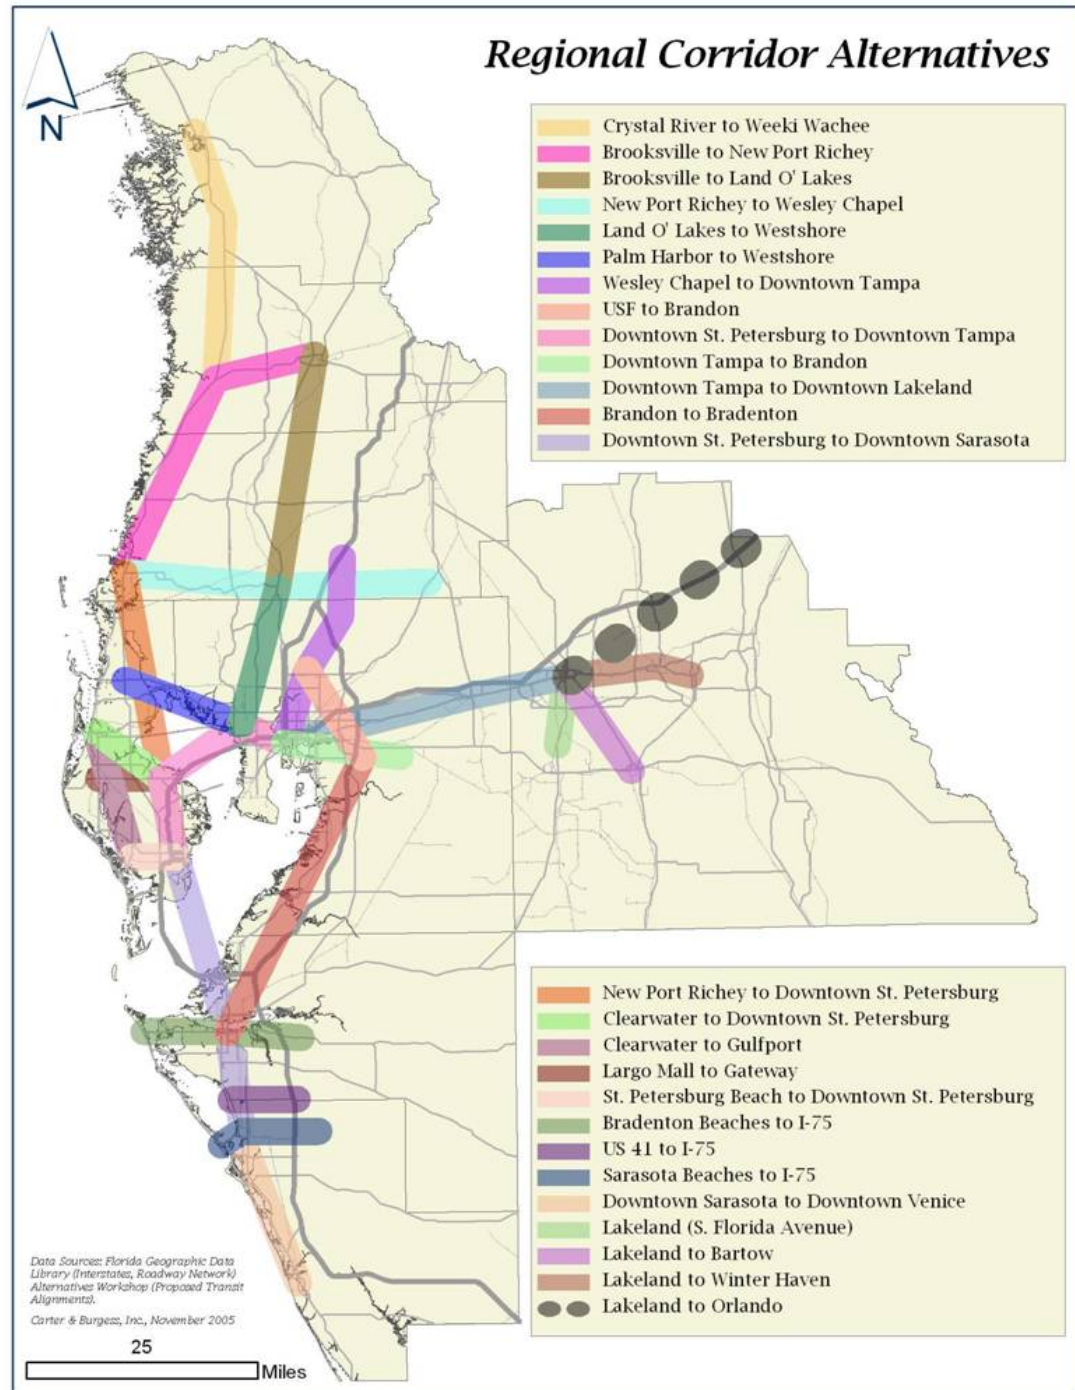 Regional Corridor Alternatives
N
Crystal River to Weeki Wachee
Brooksville to New Port Richey
Brooksville to Land O' Lakes
New Port Richey to Wesley Chapel
Land O' Lakes to Westshore
Palm Harbor to Westshore
Wesley Chapel to Downtown Tampa
USF to Brandon
Downtown St. Petersburg to Downtown Tampa
Downtown Tampa to Brandon
Downtown Tampa to Downtown Lakeland
Brandon to Bradenton
Downtown St. Petersburg to Downtown Sarasota
New Port Richey to Downtown St. Petersburg
Clearwater to Downtown St. Petersburg
Clearwater to Gulfport
Largo Mall to Gateway
St. Petersburg Beach to Downtown St. Petersburg
Bradenton Beaches to I-75
US 41 to I-75
Sarasota Beaches to I-75
Downtown Sarasota to Downtown Venice
Lakeland (S. Florida Avenue)
Lakeland to Bartow
Lakeland to Winter Haven
Lakeland to Orlando
Data Sources: Florida Geographic Data
Library (Interstates, Roadway Network)
Alternatives Workshop (Proposed Transit
Alignments).
Carter & Burgess, Inc., November 2005
25
Miles